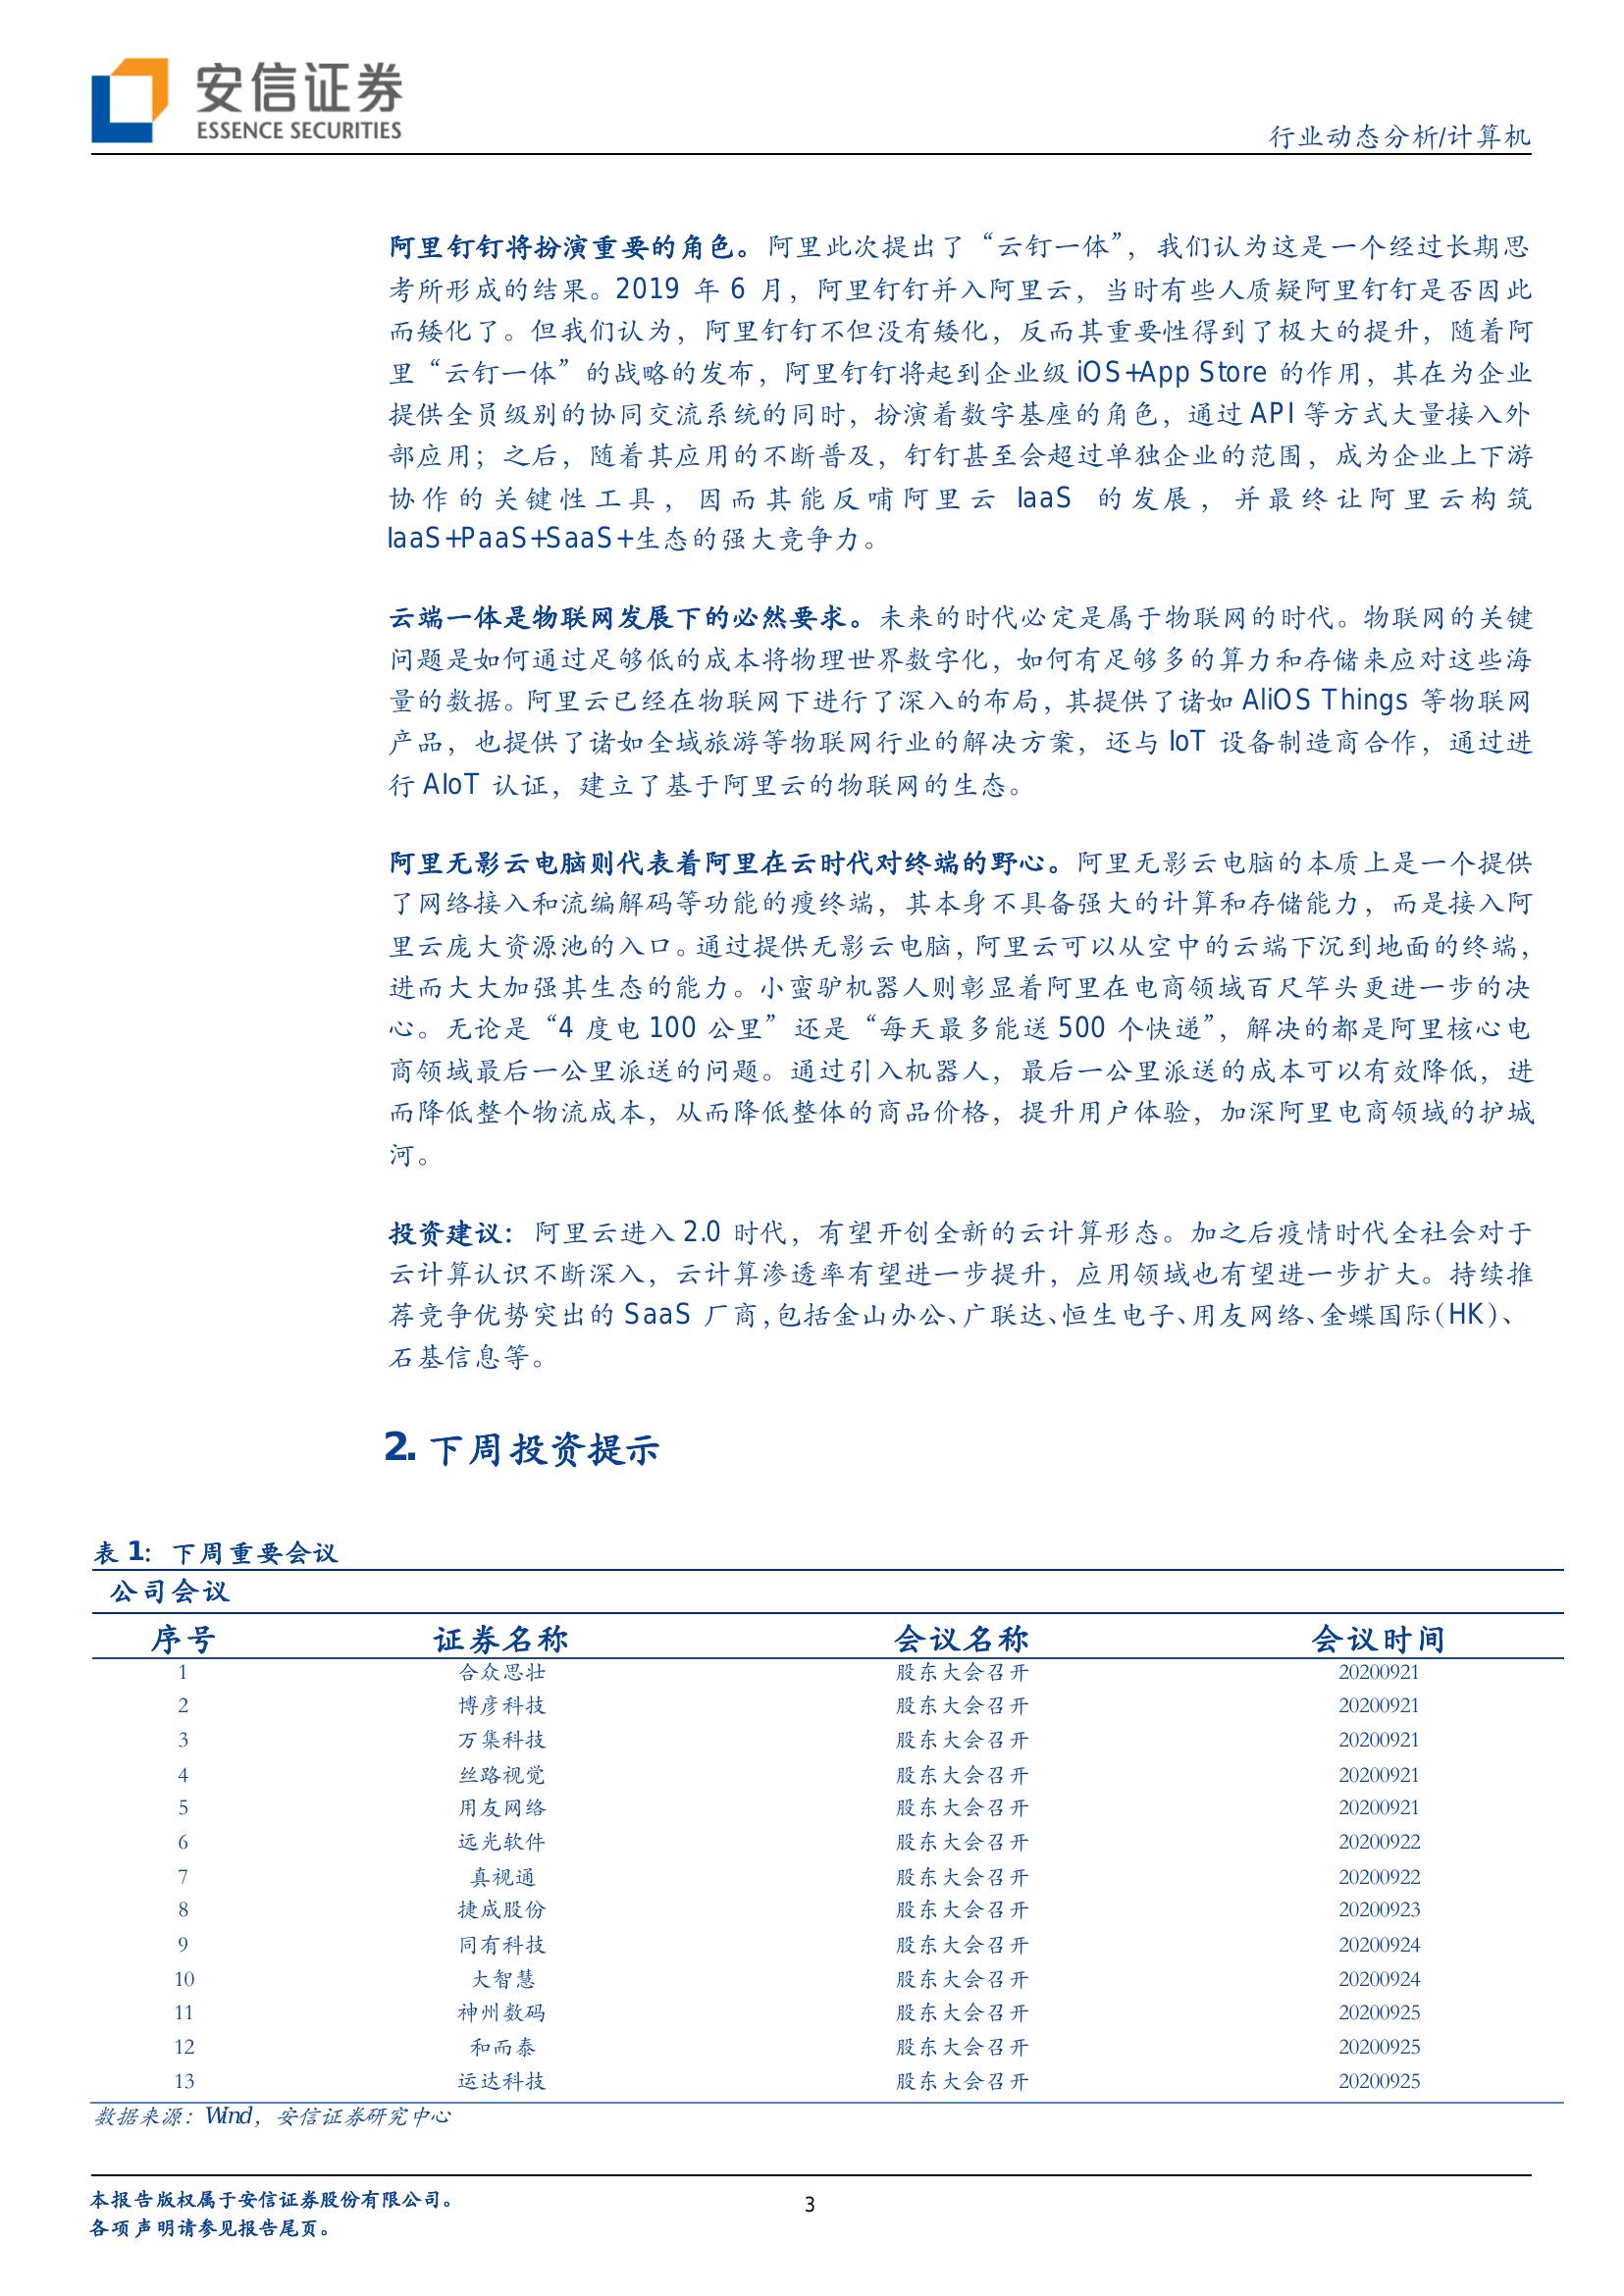 安信证券
ESSENCE SECURITIES
行业动态分析/计算机
阿里钉钉将扮演重要的角色。阿里此次提出了“云钉一体”，我们认为这是一个经过长期思
考所形成的结果。2019 年 6 月，阿里钉钉并入阿里云，当时有些人质疑阿里钉钉是否因此
而矮化了。但我们认为，阿里钉钉不但没有矮化，反而其重要性得到了极大的提升，随着阿
里“云钉一体”的战略的发布，阿里钉钉将起到企业级 iOS+App Store 的作用，其在为企业
提供全员级别的协同交流系统的同时，扮演着数字基座的角色，通过 API 等方式大量接入外
部应用；之后，随着其应用的不断普及，钉钉甚至会超过单独企业的范围，成为企业上下游
协作的关键性工具，因而其能反哺阿里云 IaaS 的发展，并最终让阿里云构筑
IaaS+PaaS+SaaS+生态的强大竞争力。
云端一体是物联网发展下的必然要求。未来的时代必定是属于物联网的时代。物联网的关键
问题是如何通过足够低的成本将物理世界数字化，如何有足够多的算力和存储来应对这些海
量的数据。阿里云已经在物联网下进行了深入的布局，其提供了诸如 AliOS Things 等物联网
产品，也提供了诸如全域旅游等物联网行业的解决方案，还与 IoT 设备制造商合作，通过进
行 AIoT 认证，建立了基于阿里云的物联网的生态。
阿里无影云电脑则代表着阿里在云时代对终端的野心。阿里无影云电脑的本质上是一个提供
了网络接入和流编解码等功能的瘦终端，其本身不具备强大的计算和存储能力，而是接入阿
里云庞大资源池的入口。通过提供无影云电脑，阿里云可以从空中的云端下沉到地面的终端，
进而大大加强其生态的能力。小蛮驴机器人则彰显着阿里在电商领域百尺竿头更进一步的决
心。无论是“4 度电 100 公里”还是“每天最多能送 500 个快递”，解决的都是阿里核心电
商领域最后一公里派送的问题。通过引入机器人，最后一公里派送的成本可以有效降低，进
而降低整个物流成本，从而降低整体的商品价格，提升用户体验，加深阿里电商领域的护城
河。
投资建议：阿里云进入 2.0 时代，有望开创全新的云计算形态。加之后疫情时代全社会对于
云计算认识不断深入，云计算渗透率有望进一步提升，应用领域也有望进一步扩大。持续推
荐竞争优势突出的 SaaS 厂商，包括金山办公、广联达、恒生电子、用友网络、金蝶国际（HK）、
石基信息等。
2. 下周投资提示
表 1：下周重要会议
公司会议
序号 证券名称 会议名称 会议时间
1 合众思壮 股东大会召开 20200921
2 博彦科技 股东大会召开 20200921
3 万集科技 股东大会召开 20200921
4 丝路视觉 股东大会召开 20200921
5 用友网络 股东大会召开 20200921
6 远光软件 股东大会召开 20200922
7 真视通 股东大会召开 20200922
8 捷成股份 股东大会召开 20200923
9 同有科技 股东大会召开 20200924
10 大智慧 股东大会召开 20200924
11 神州数码 股东大会召开 20200925
12 和而泰 股东大会召开 20200925
13 运达科技 股东大会召开 20200925
数据来源：Wind，安信证券研究中心
本报告版权属于安信证券股份有限公司。
各项声明请参见报告尾页。
3